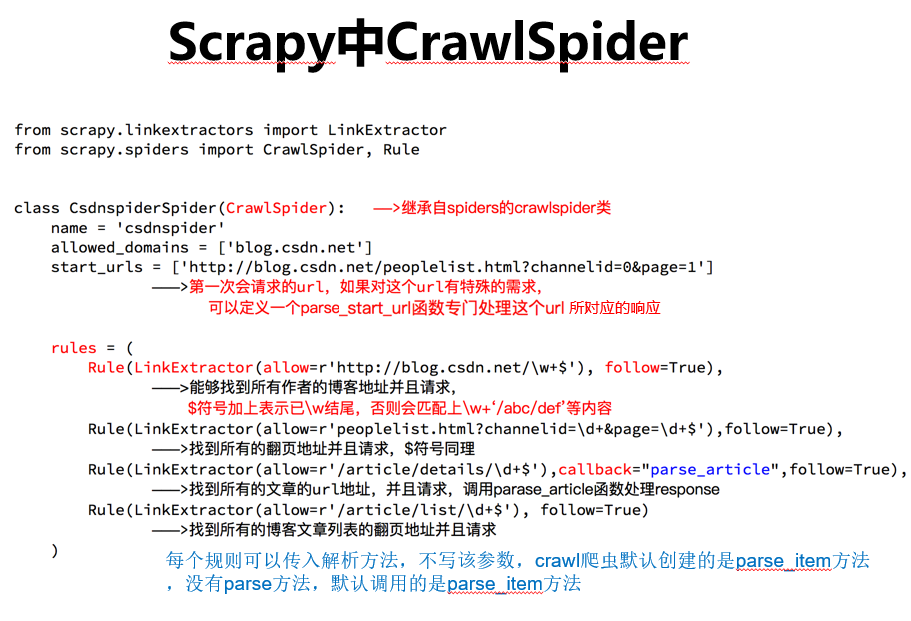 Scrapy中CrawlSpider
from scrapy.linkextractors import LinkExtractor
from scrapy.spiders import CrawlSpider, Rule
class CsdnspiderSpider(CrawlSpider): ——>继承自spiders的crawlspider类
name = 'csdnspider'
allowed_domains = ['blog.csdn.net']
start_urls = ['http://blog.csdn.net/peoplelist.html?channelid=0&page=1']
———>第一次会请求的url，如果对这个url有特殊的需求，
可以定义一个parse_start_url函数专门处理这个url 所对应的响应
rules = (
Rule(LinkExtractor(allow=r'http://blog.csdn.net/\w+$'), follow=True),
———>能够找到所有作者的博客地址并且请求，
$符号加上表示已\w结尾，否则会匹配上\w+‘/abc/def’等内容
Rule(LinkExtractor(allow=r'peoplelist.html?channelid=\d+&page=\d+$'),follow=True),
———>找到所有的翻页地址并且请求，$符号同理
Rule(LinkExtractor(allow=r'/article/details/\d+$'),callback="parse_article",follow=True),
———>找到所有的文章的url地址，并且请求，调用parase_article函数处理response
Rule(LinkExtractor(allow=r'/article/list/\d+$'), follow=True)
———>找到所有的博客文章列表的翻页地址并且请求
)
每个规则可以传入解析方法，不写该参数，crawl爬虫默认创建的是parse_item方法
，没有parse方法，默认调用的是parse_item方法